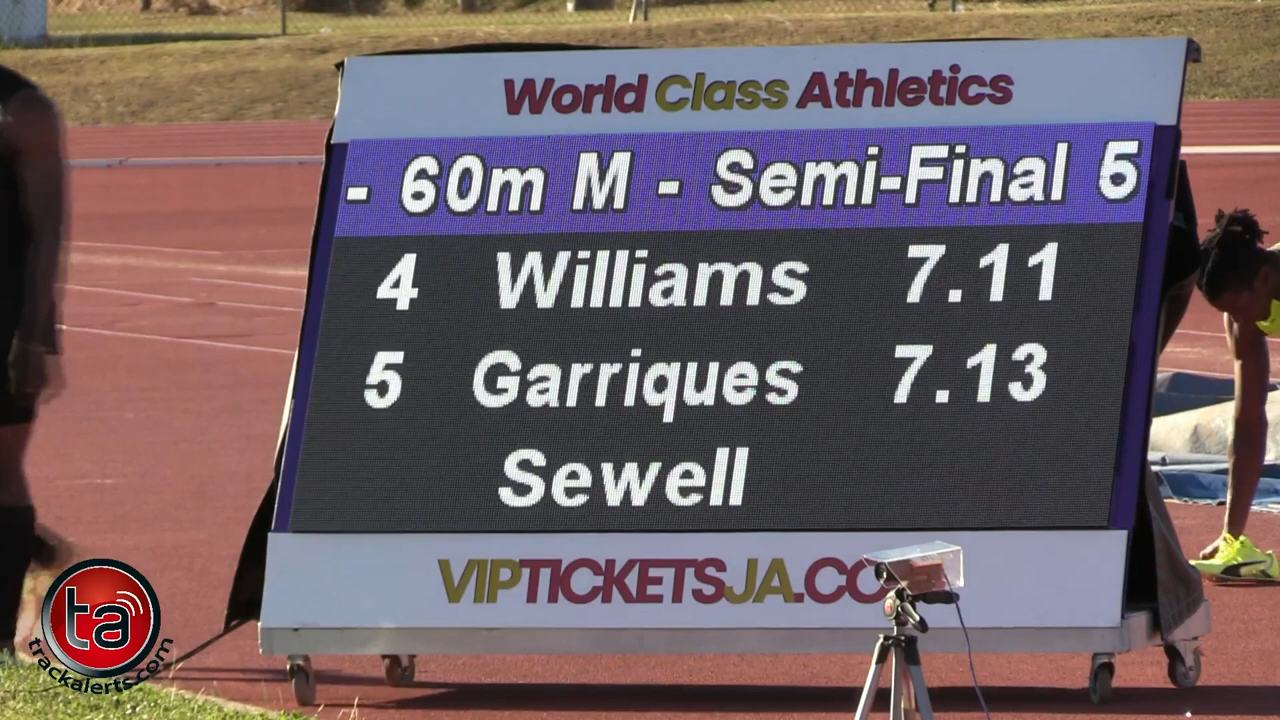 World Class Athletics
- 60m M - Semi-Final 5
4 Williams 7.11
5 Garriques 7.13
Sewell
VIPTICKETSJA.CO
ta
trackalerts.com